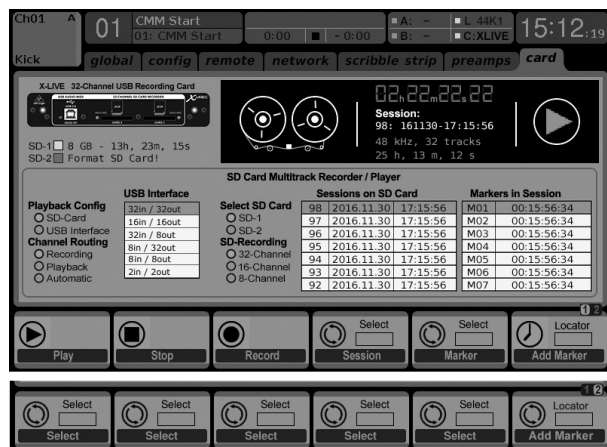 Ch01 A
Kick
01
CMM Start
01: CMM Start
0:00 - 0:00
A: -
B: -
L 44K1
C:XLIVE
15:12:19
global config remote network scribble strip preamps card
X-LIVE 32-Channel USB Recording Card
SD-1 8 GB - 13h, 23m, 15s
SD-2 Format SD Card!
02h 22m 22s 22
Session:
98: 161130-17:15:56
48 kHz, 32 tracks
25 h, 13 m, 12 s
SD Card Multitrack Recorder / Player
Playback Config
SD-Card
USB Interface
Channel Routing
Recording
Playback
Automatic
USB Interface
32in / 32out
16in / 16out
32in / 8out
8in / 32out
8in / 8out
2in / 2out
Select SD Card
SD-1
SD-2
SD-Recording
32-Channel
16-Channel
8-Channel
Sessions on SD Card
98 2016.11.30 17:15:56
97 2016.11.30 17:15:56
96 2016.11.30 17:15:56
95 2016.11.30 17:15:56
94 2016.11.30 17:15:56
93 2016.11.30 17:15:56
92 2016.11.30 17:15:56
Markers in Session
M01 00:15:56:34
M02 00:15:56:34
M03 00:15:56:34
M04 00:15:56:34
M05 00:15:56:34
M06 00:15:56:34
M07 00:15:56:34
1 2
Play
Stop
Record
Select
Session
Select
Marker
Locator
Add Marker
1 2
Select
Select
Select
Select
Select
Select
Select
Select
Select
Select
Locator
Add Marker